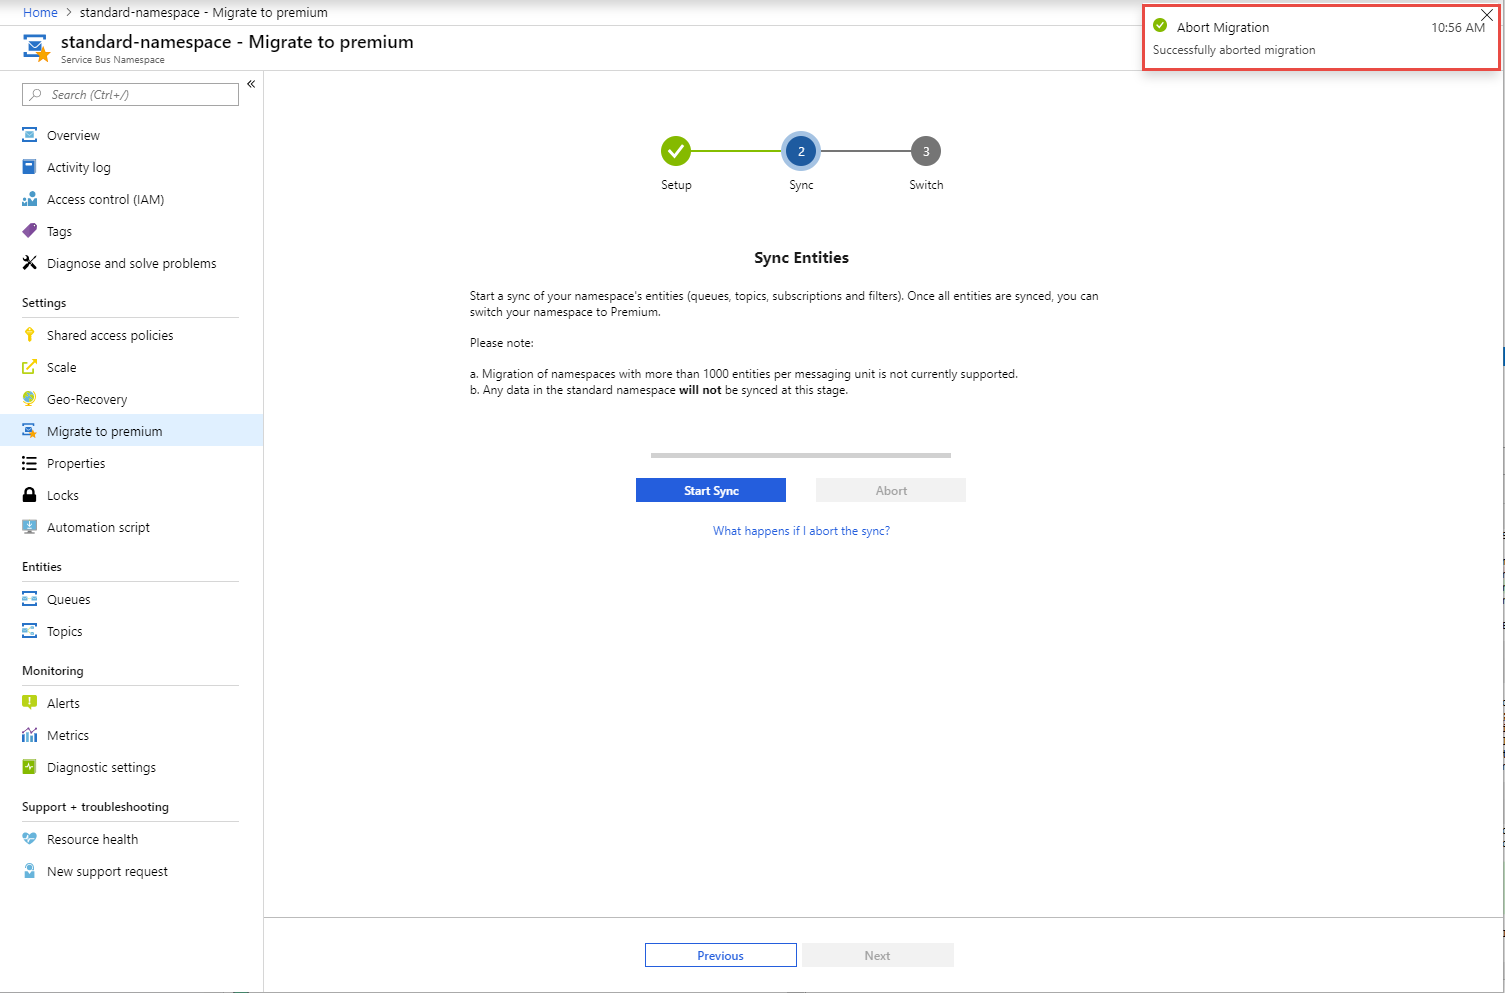 Home > standard-namespace - Migrate to premium
standard-namespace - Migrate to premium
Service Bus Namespace
Abort Migration 10:56 AM
Successfully aborted migration
Search (Ctrl+/)
Overview
Activity log
Access control (IAM)
Tags
Diagnose and solve problems
Settings
Shared access policies
Scale
Geo-Recovery
Migrate to premium
Properties
Locks
Automation script
Entities
Queues
Topics
Monitoring
Alerts
Metrics
Diagnostic settings
Support + troubleshooting
Resource health
New support request
2 3
Setup Sync Switch
Sync Entities
Start a sync of your namespace's entities (queues, topics, subscriptions and filters). Once all entities are synced, you can
switch your namespace to Premium.
Please note:
a. Migration of namespaces with more than 1000 entities per messaging unit is not currently supported.
b. Any data in the standard namespace will not be synced at this stage.
Start Sync Abort
What happens if I abort the sync?
Previous Next